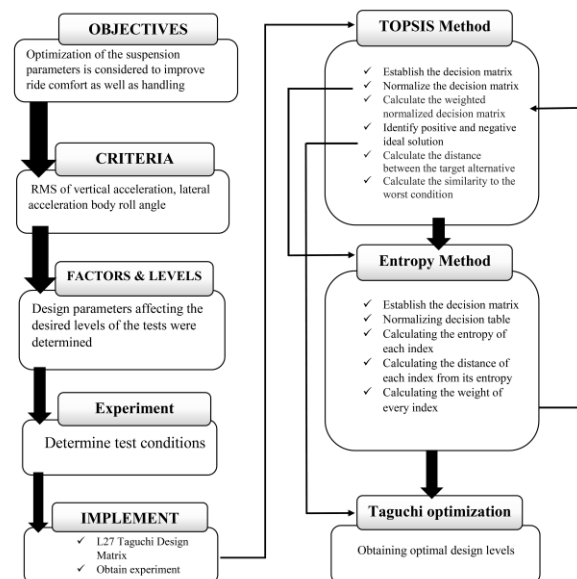 OBJECTIVES
Optimization of the suspension
parameters is considered to improve
ride comfort as well as handling
CRITERIA
RMS of vertical acceleration, lateral
acceleration body roll angle
FACTORS & LEVELS
Design parameters affecting the
desired levels of the tests were
determined
Experiment
Determine test conditions
IMPLEMENT
✓ L27 Taguchi Design
Matrix
✓ Obtain experiment
TOPSIS Method
✓ Establish the decision matrix
✓ Normalize the decision matrix
✓ Calculate the weighted
normalized decision matrix
✓ Identify positive and negative
ideal solution
✓ Calculate the distance
between the target alternative
✓ Calculate the similarity to the
worst condition
Entropy Method
✓ Establish the decision matrix
✓ Normalizing decision table
✓ Calculating the entropy of
each index
✓ Calculating the distance of
each index from its entropy
✓ Calculating the weight of
every index
Taguchi optimization
Obtaining optimal design levels